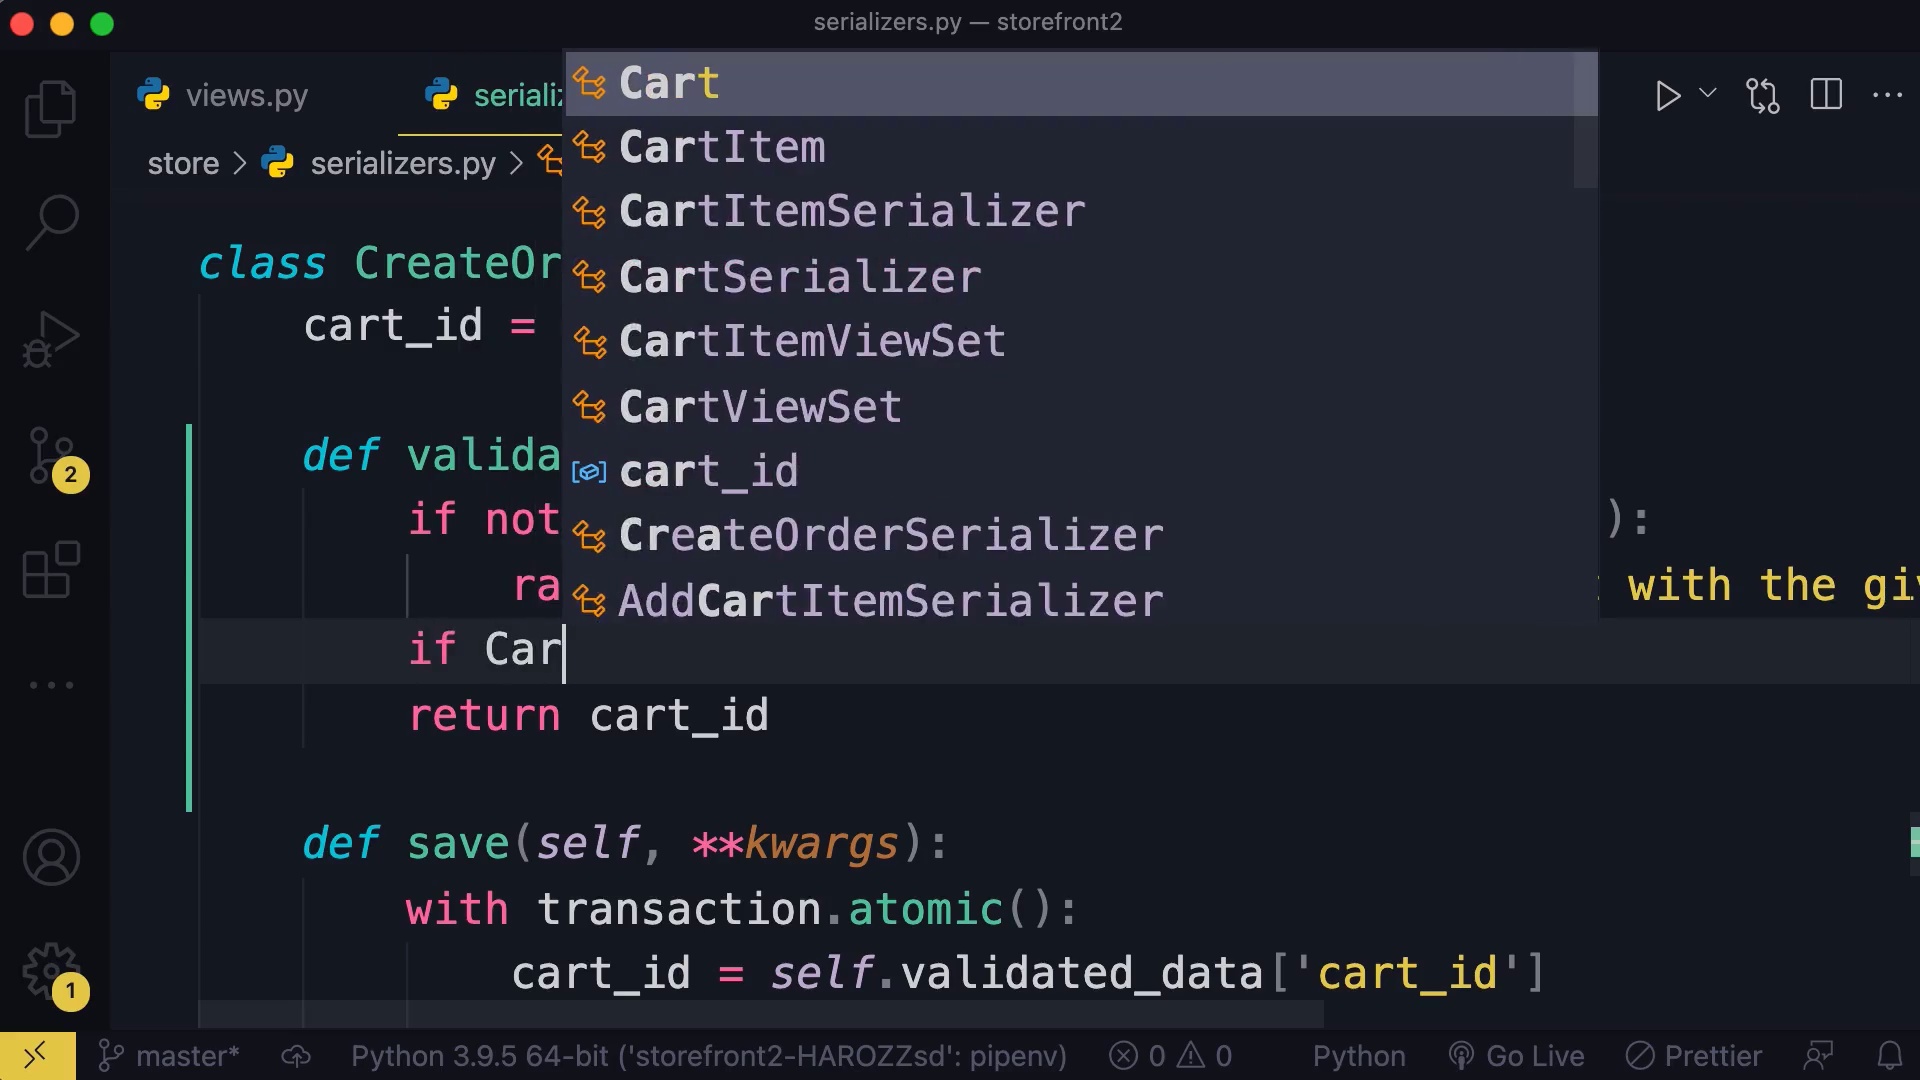 serializers.py — storefront2
views.py
store > serializers.py >
Cart
CartItem
CartItemSerializer
CartSerializer
CartItemViewSet
CartViewSet
cart_id
CreateOrderSerializer
AddCartItemSerializer
class CreateOr
cart_id =
def valida
if not ):
ra with the giv
if Car
return cart_id
def save(self, **kwargs):
with transaction.atomic():
cart_id = self.validated_data['cart_id']
2
1
master* Python 3.9.5 64-bit ('storefront2-HAROZZsd': pipenv) 0 0 Python Go Live Prettier